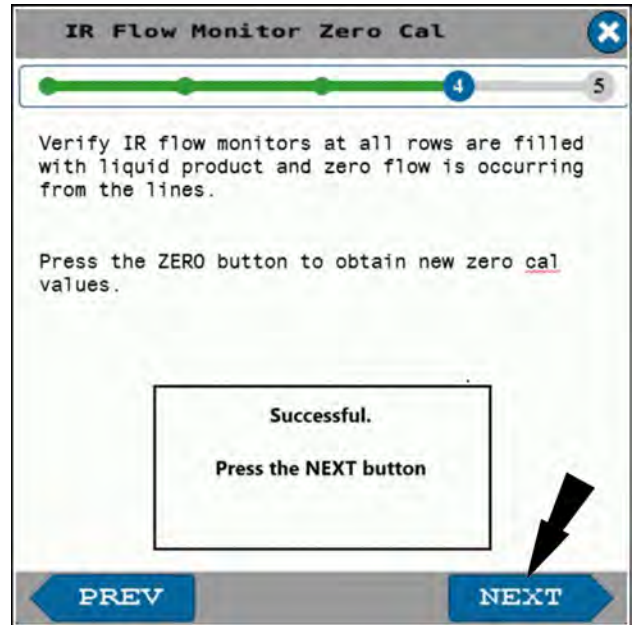 IR Flow Monitor Zero Cal
4
5
Verify IR flow monitors at all rows are filled
with liquid product and zero flow is occurring
from the lines.
Press the ZERO button to obtain new zero cal
values.
Successful.
Press the NEXT button
PREV
NEXT